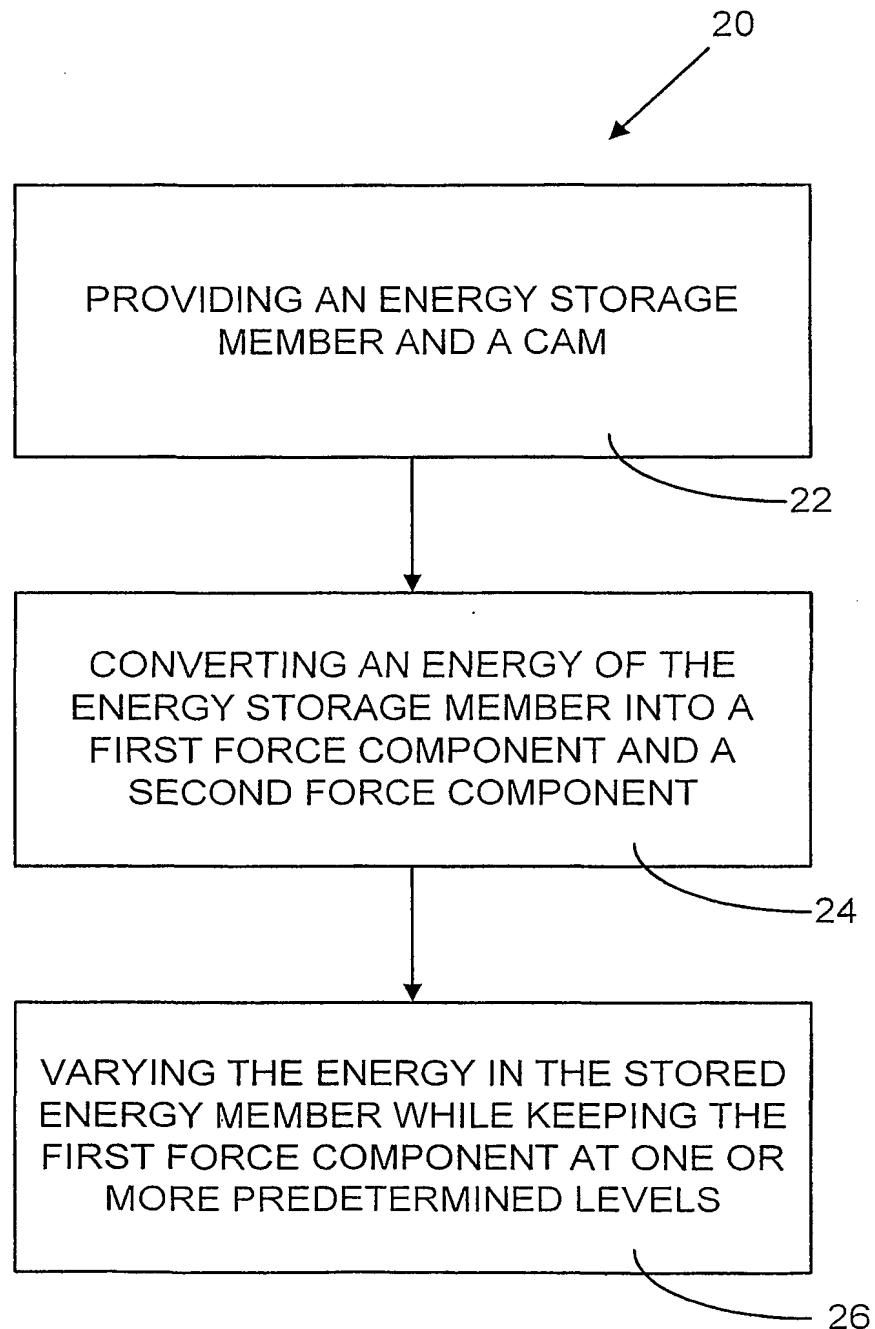 20
PROVIDING AN ENERGY STORAGE
MEMBER AND A CAM
22
CONVERTING AN ENERGY OF THE
ENERGY STORAGE MEMBER INTO A
FIRST FORCE COMPONENT AND A
SECOND FORCE COMPONENT
24
VARYING THE ENERGY IN THE STORED
ENERGY MEMBER WHILE KEEPING THE
FIRST FORCE COMPONENT AT ONE OR
MORE PREDETERMINED LEVELS
26